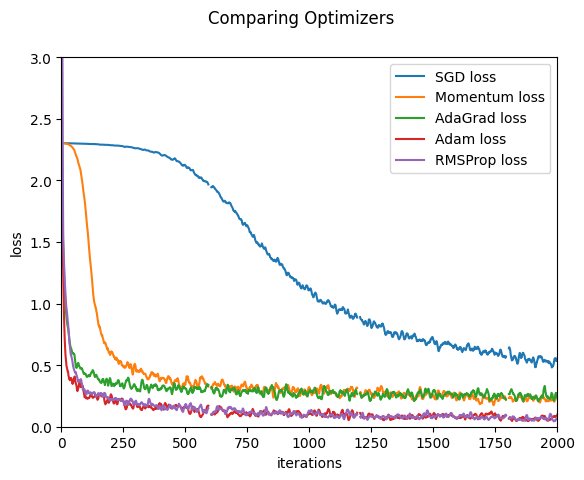 Comparing Optimizers
3.0
2.5
2.0
1.5
1.0
0.5
0.0
loss
SGD loss
Momentum loss
AdaGrad loss
Adam loss
RMSProp loss
0 250 500 750 1000 1250 1500 1750 2000
iterations